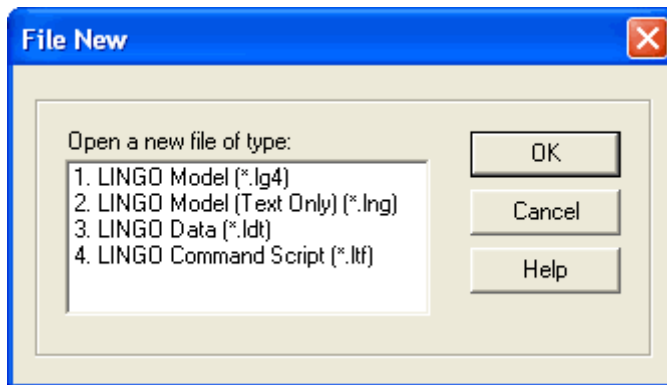 File New
Open a new file of type:
1. LINGO Model (*.lg4)
2. LINGO Model (Text Only) (*.lng)
3. LINGO Data (*.ldt)
4. LINGO Command Script (*.ltf)
OK
Cancel
Help